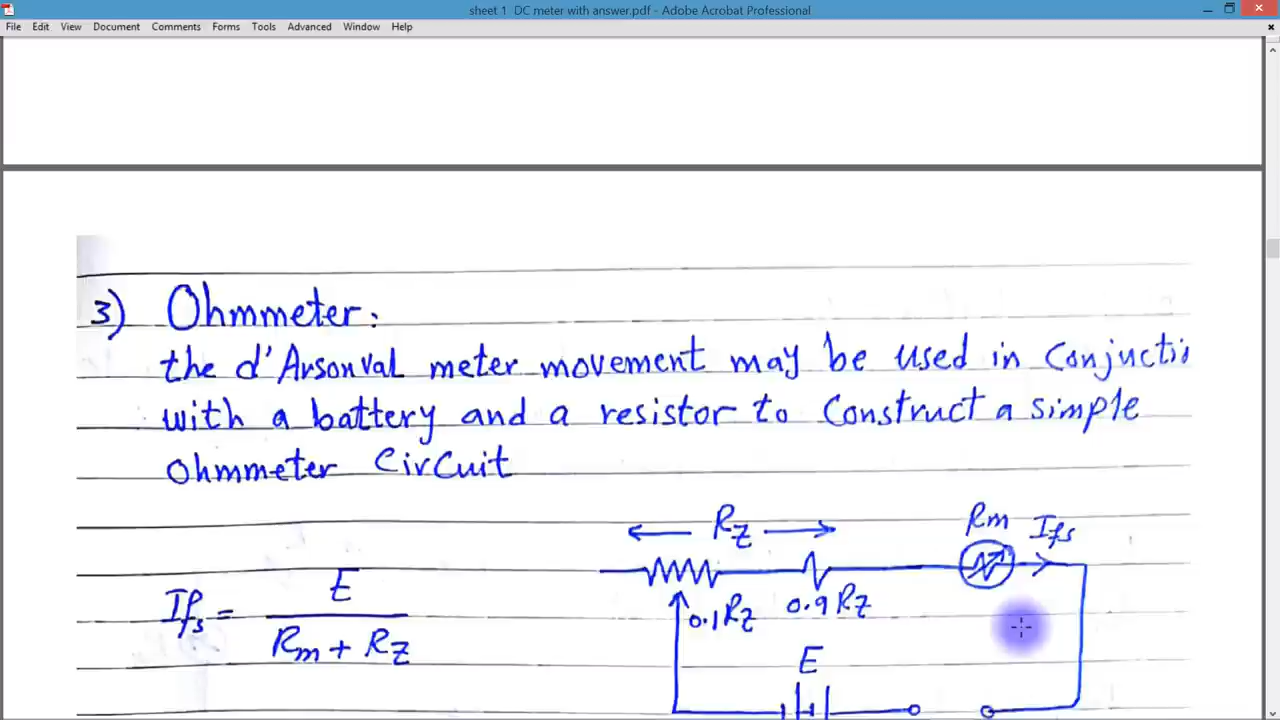 sheet 1 DC meter with answer.pdf - Adobe Acrobat Professional
File Edit View Document Comments Forms Tools Advanced Window Help
3) Ohmmeter:
the d'Arsonval meter movement may be used in Conjuctio
with a battery and a resistor to Construct a simple
Ohmmeter Circuit
Rz
Rm Ifs
0.1Rz 0.9Rz
Ifs = E / Rm + Rz
E